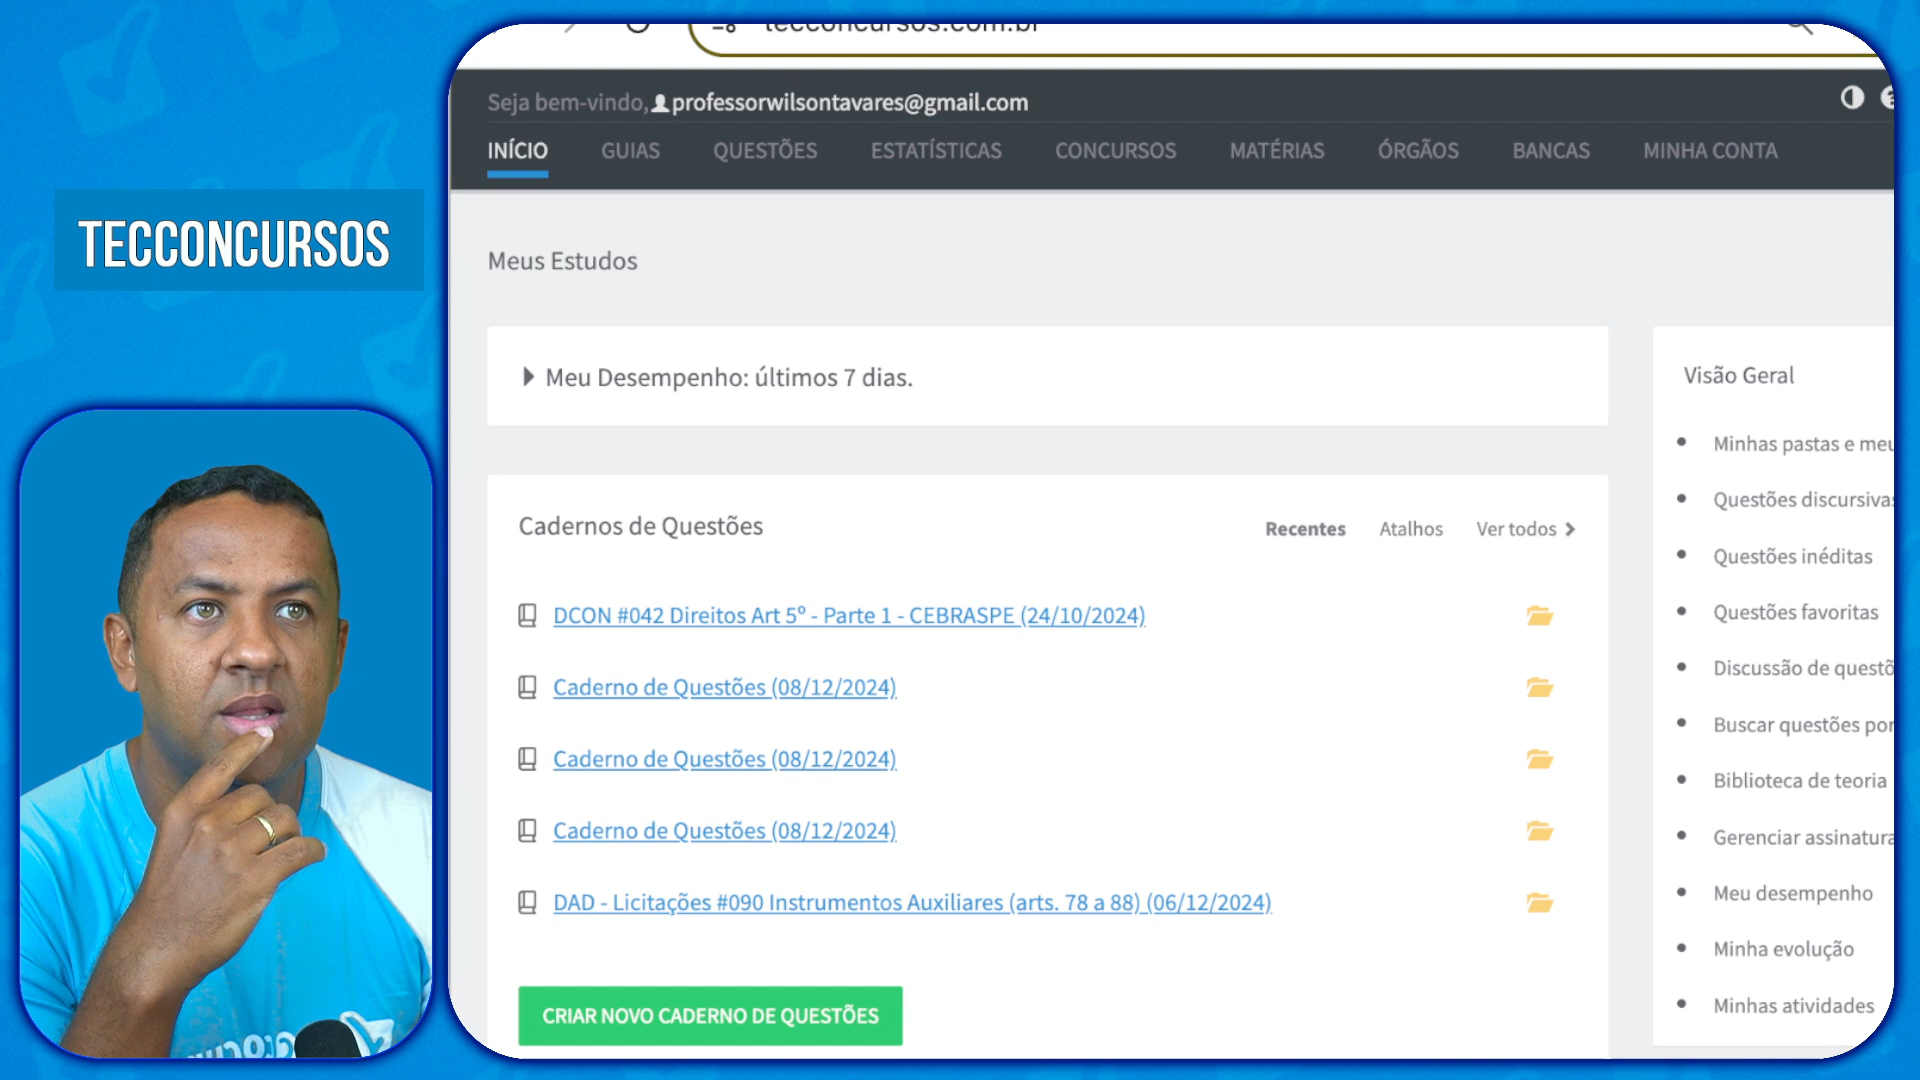 tecconcursos.com.br
Seja bem-vindo, professorwilsontavares@gmail.com
INÍCIO GUIAS QUESTÕES ESTATÍSTICAS CONCURSOS MATÉRIAS ÓRGÃOS BANCAS MINHA CONTA
TECCONCURSOS
Meus Estudos
Meu Desempenho: últimos 7 dias.
Cadernos de Questões
Recentes Atalhos Ver todos
DCON #042 Direitos Art 5º - Parte 1 - CEBRASPE (24/10/2024)
Caderno de Questões (08/12/2024)
Caderno de Questões (08/12/2024)
Caderno de Questões (08/12/2024)
DAD - Licitações #090 Instrumentos Auxiliares (arts. 78 a 88) (06/12/2024)
CRIAR NOVO CADERNO DE QUESTÕES
Visão Geral
Minhas pastas e meu
Questões discursivas
Questões inéditas
Questões favoritas
Discussão de questõ
Buscar questões por
Biblioteca de teoria
Gerenciar assinatura
Meu desempenho
Minha evolução
Minhas atividades